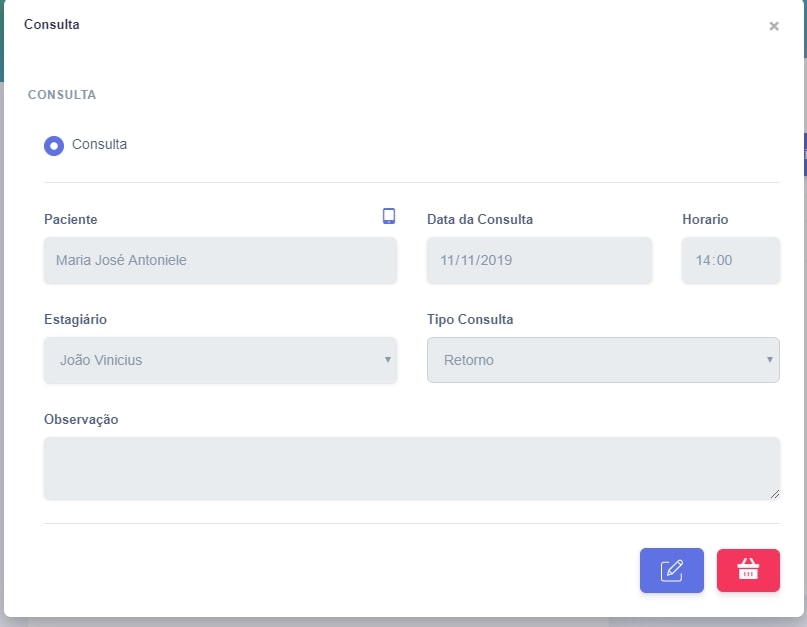 Consulta ×
CONSULTA
Consulta
Paciente Data da Consulta Horario
Maria José Antoniele 11/11/2019 14:00
Estagiário Tipo Consulta
João Vinicius Retorno
Observação